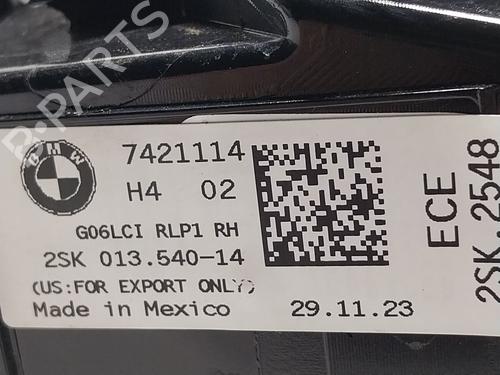 B-PARTS
BMW
7421114
H4 02
G06LCI RLP1 RH
2SK 013.540-14
(US:FOR EXPORT ONLY)
Made in Mexico
29.11.23
ECE
2SK.2548